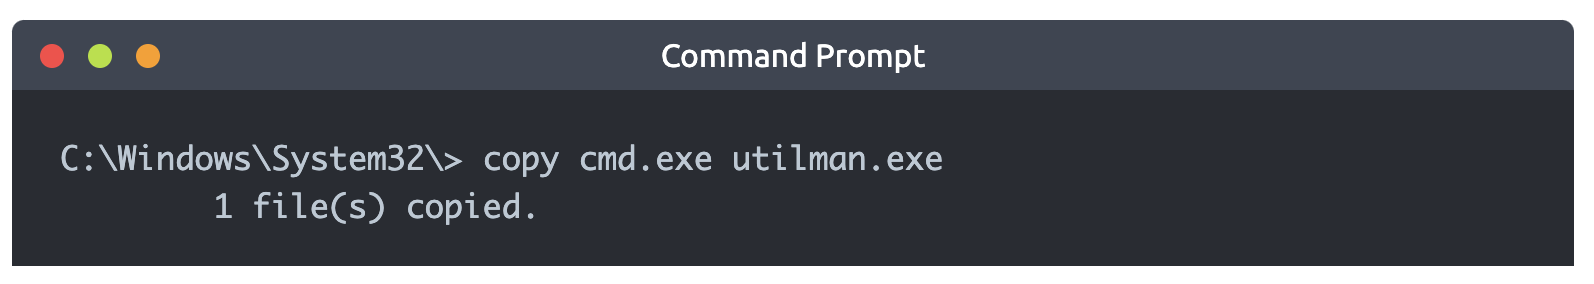 Command Prompt
C:\Windows\System32\> copy cmd.exe utilman.exe
1 file(s) copied.